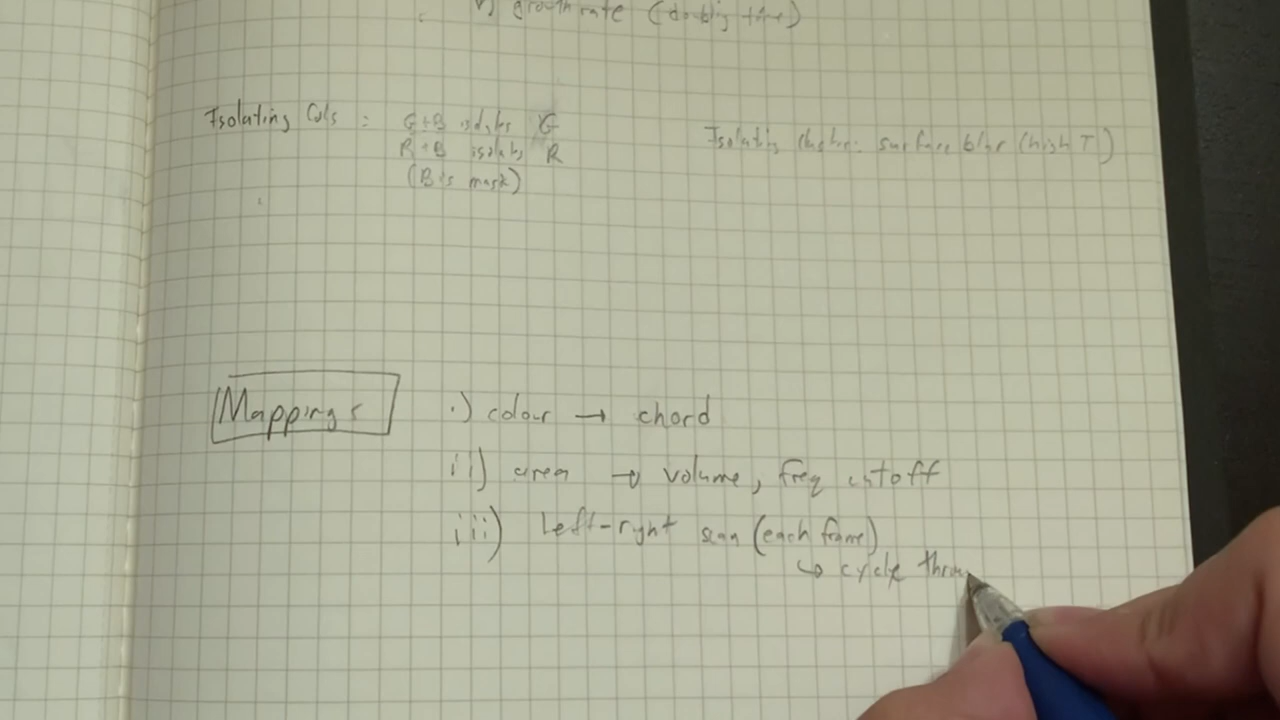 v) growth rate (doubling time)
Isolating Cols : G+B isolates G
R+B isolates R
(B is mask)
Isolating clusters: surface blur (high T)
Mappings
i) colour → chord
ii) area → volume, freq cutoff
iii) Left-right scan (each frame)
↳ cycle throu